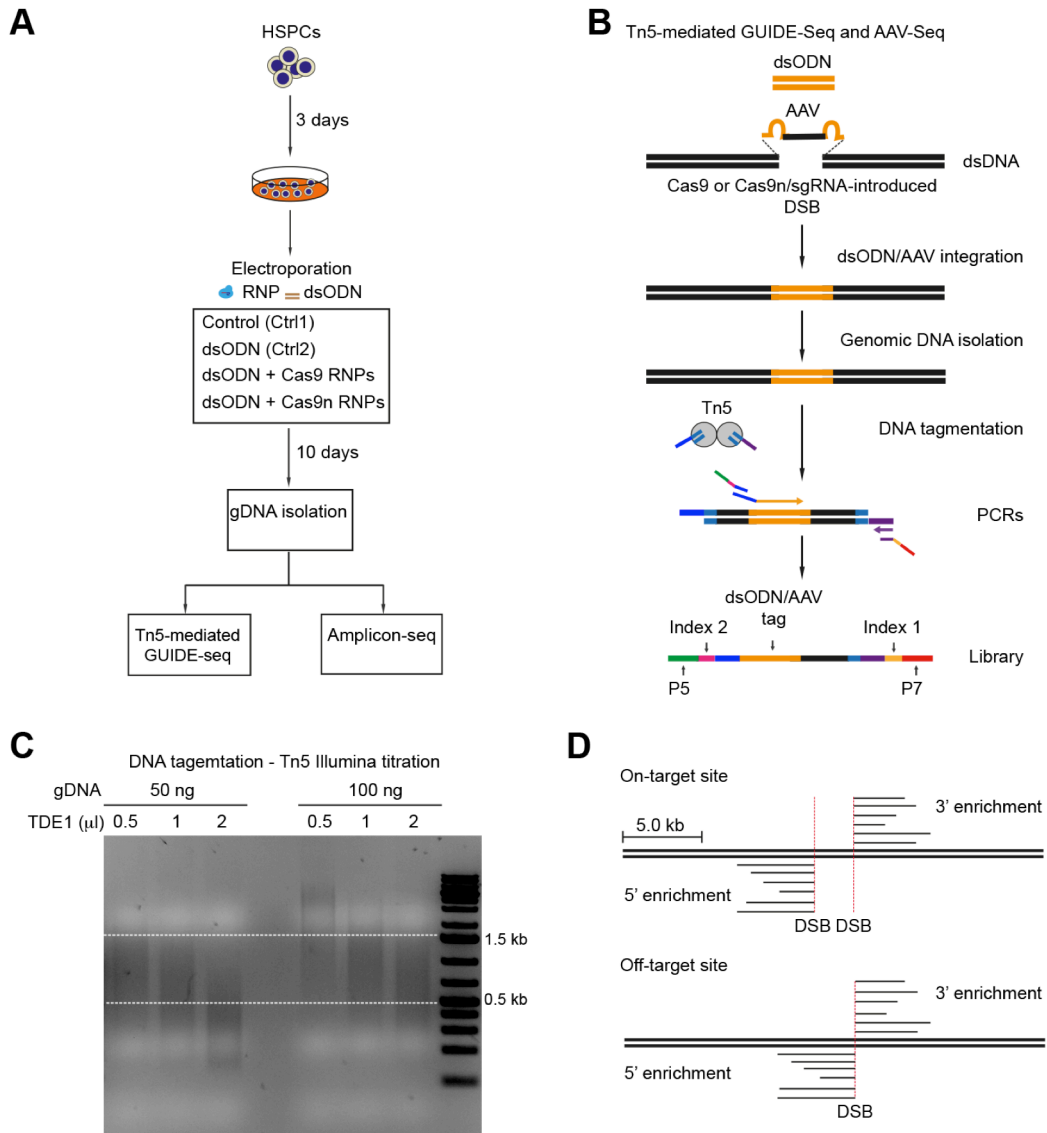 A
HSPCs
3 days
Electroporation
RNP dsODN
Control (Ctrl1)
dsODN (Ctrl2)
dsODN + Cas9 RNPs
dsODN + Cas9n RNPs
10 days
gDNA isolation
Tn5-mediated
GUIDE-seq
Amplicon-seq
B
Tn5-mediated GUIDE-Seq and AAV-Seq
dsODN
AAV
dsDNA
Cas9 or Cas9n/sgRNA-introduced
DSB
dsODN/AAV integration
Genomic DNA isolation
Tn5
DNA tagmentation
PCRs
dsODN/AAV
tag
Index 2
Index 1
Library
P5
P7
C
DNA tagemtation - Tn5 Illumina titration
gDNA 50 ng 100 ng
TDE1 (µl) 0.5 1 2 0.5 1 2
1.5 kb
0.5 kb
D
On-target site
5.0 kb
3’ enrichment
5’ enrichment
DSB DSB
Off-target site
3’ enrichment
5’ enrichment
DSB